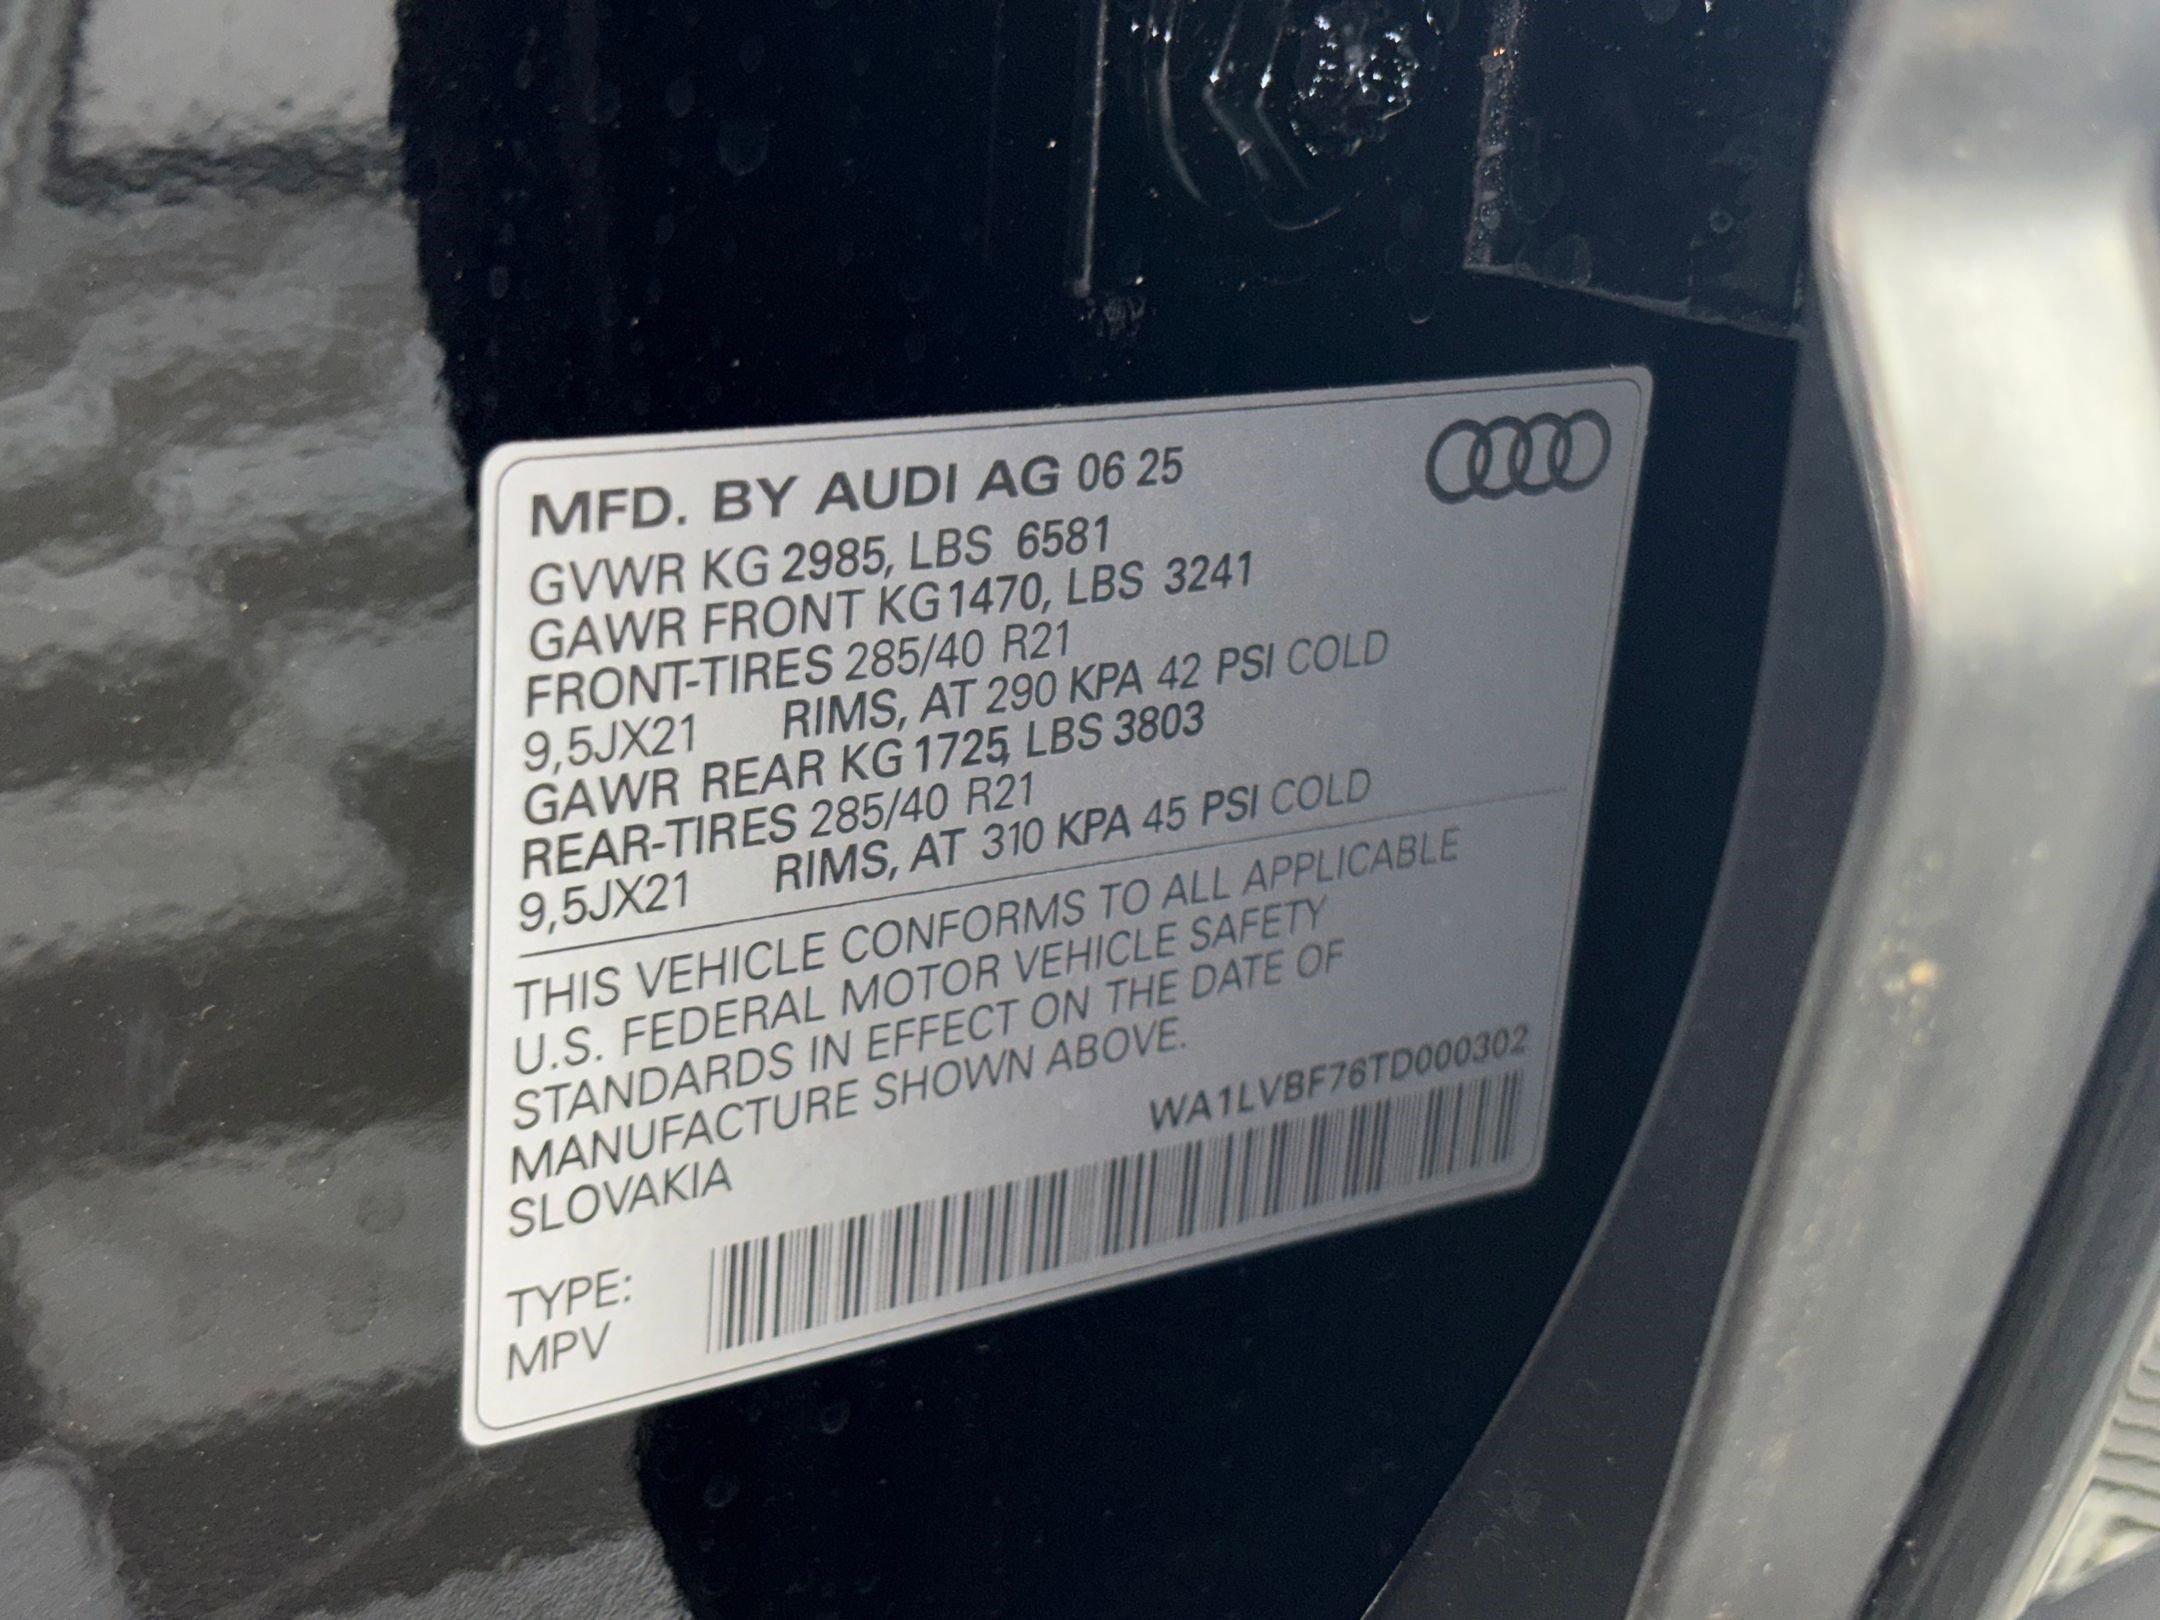 MFD. BY AUDI AG 06 25
GVWR KG 2985, LBS 6581
GAWR FRONT KG 1470, LBS 3241
FRONT-TIRES 285/40 R21
9,5JX21 RIMS, AT 290 KPA 42 PSI COLD
GAWR REAR KG 1725, LBS 3803
REAR-TIRES 285/40 R21
9,5JX21 RIMS, AT 310 KPA 45 PSI COLD
THIS VEHICLE CONFORMS TO ALL APPLICABLE
U.S. FEDERAL MOTOR VEHICLE SAFETY
STANDARDS IN EFFECT ON THE DATE OF
MANUFACTURE SHOWN ABOVE.
SLOVAKIA
WA1LVBF76TD000302
TYPE:
MPV